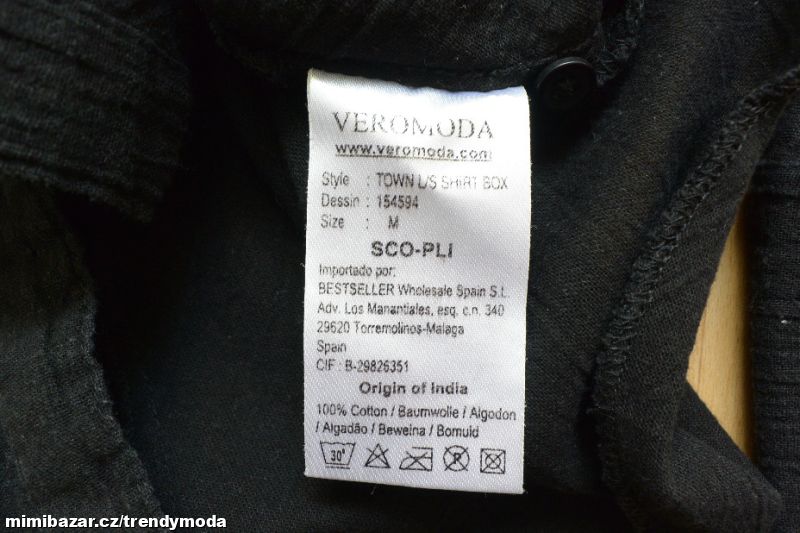 VEROMODA
www.veromoda.com
Style : TOWN L/S SHIRT BOX
Dessin : 154594
Size : M
SCO-PLI
Importado por:
BESTSELLER Wholesale Spain S.L.
Adv. Los Manantiales, esq. c.n. 340
29620 Torremolinos-Malaga
Spain
CIF : B-29826351
Origin of India
100% Cotton / Baumwolle / Algodon
/ Algadão / Beweina / Bomuld
30°
P
mimibazar.cz/trendymoda